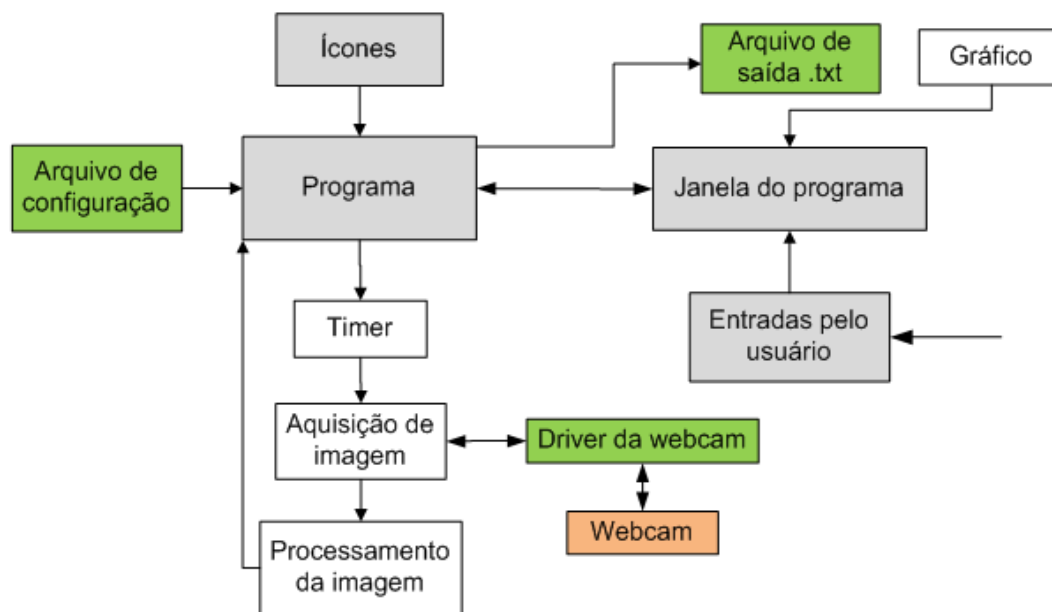 Ícones
Arquivo de
saída .txt
Gráfico
Arquivo de
configuração
Programa
Janela do programa
Timer
Entradas pelo
usuário
Aquisição de
imagem
Driver da webcam
Webcam
Processamento
da imagem